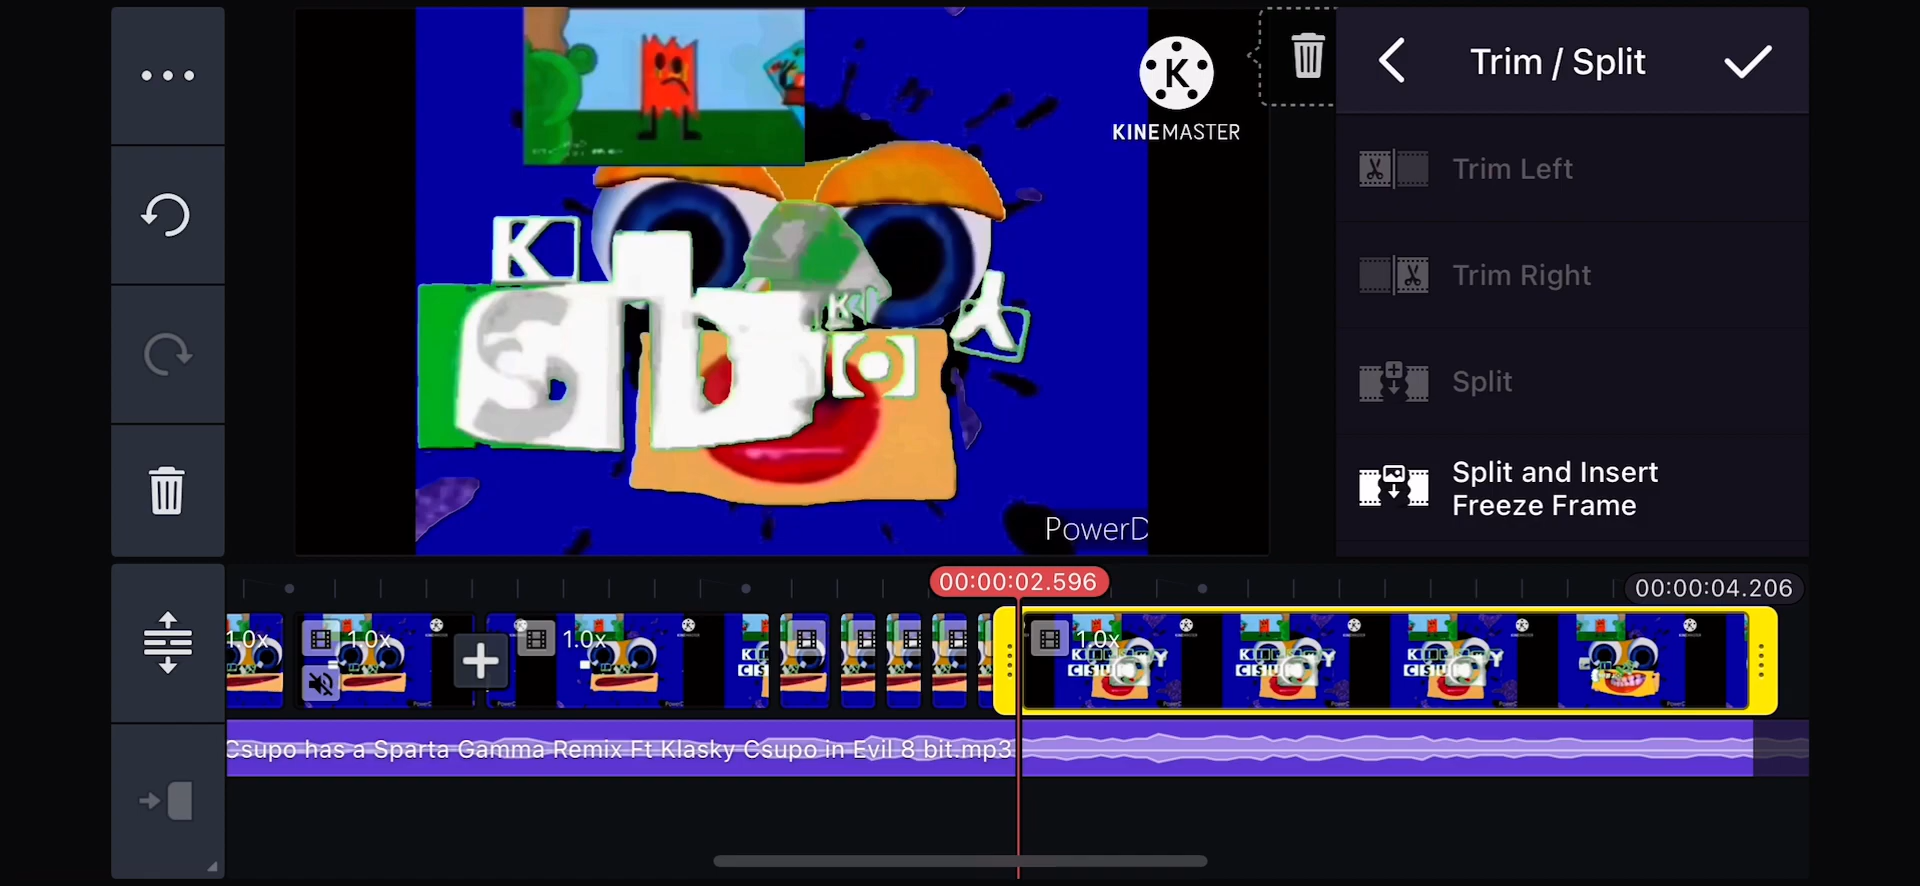 Trim / Split
K
KINEMASTER
Trim Left
Trim Right
K
Y
S U
O
Split
Split and Insert
Freeze Frame
PowerD
00:00:02.596
00:00:04.206
1.0x
1.0x
1.0x
1.0x
Csupo has a Sparta Gamma Remix Ft Klasky Csupo in Evil 8 bit.mp3